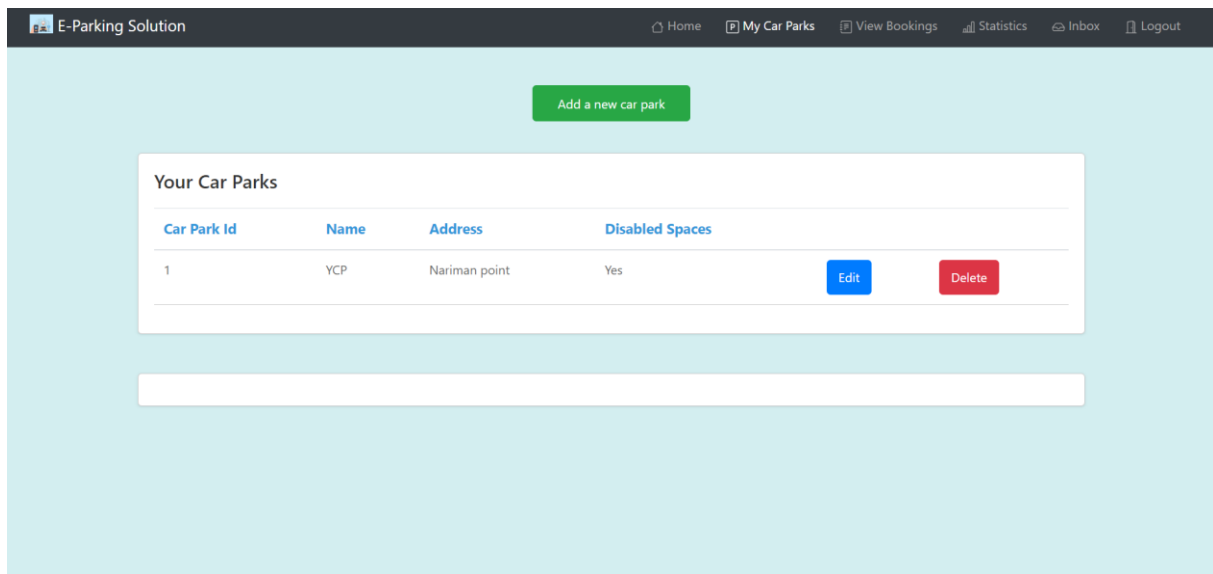 E-Parking Solution Home My Car Parks View Bookings Statistics Inbox Logout
Add a new car park
Your Car Parks
Car Park Id Name Address Disabled Spaces
1 YCP Nariman point Yes Edit Delete